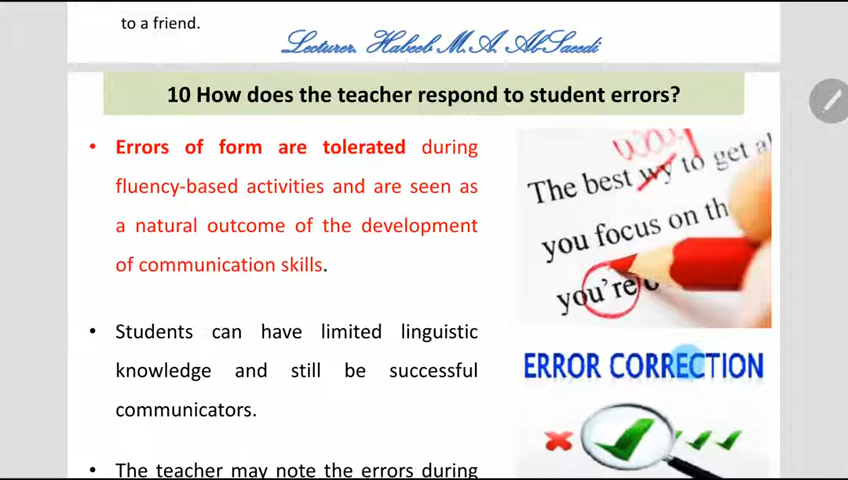 to a friend.
Lecturer. Habeeb M.A. Al-Saeedi
10 How does the teacher respond to student errors?
• Errors of form are tolerated during
fluency-based activities and are seen as
a natural outcome of the development
of communication skills.
• Students can have limited linguistic
knowledge and still be successful
communicators.
• The teacher may note the errors during
way
The best wy to get al
you focus on th
you're
ERROR CORRECTION